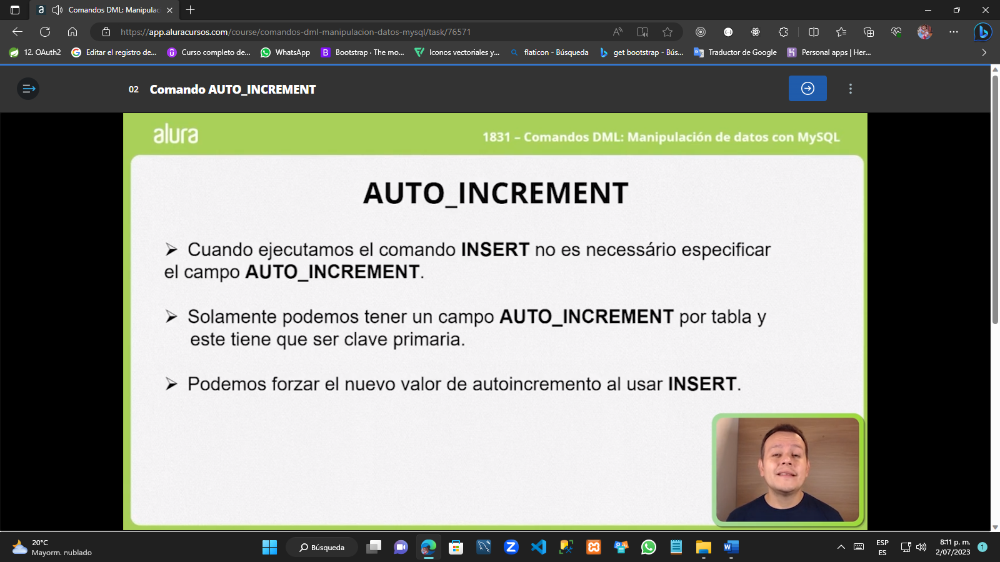 Comandos DML: Manipulac
https://app.aluracursos.com/course/comandos-dml-manipulacion-datos-mysql/task/76571
12. OAuth2
Editar el registro de...
Curso completo de...
WhatsApp
Bootstrap · The mo...
Iconos vectoriales y...
flaticon - Búsqueda
get bootstrap - Bús...
Traductor de Google
Personal apps | Her...
02 Comando AUTO_INCREMENT
alura
1831 – Comandos DML: Manipulación de datos con MySQL
AUTO_INCREMENT
➢ Cuando ejecutamos el comando INSERT no es necessário especificar
el campo AUTO_INCREMENT.
➢ Solamente podemos tener un campo AUTO_INCREMENT por tabla y
este tiene que ser clave primaria.
➢ Podemos forzar el nuevo valor de autoincremento al usar INSERT.
20°C
Mayorm. nublado
Búsqueda
ESP
ES
8:11 p. m.
2/07/2023
1